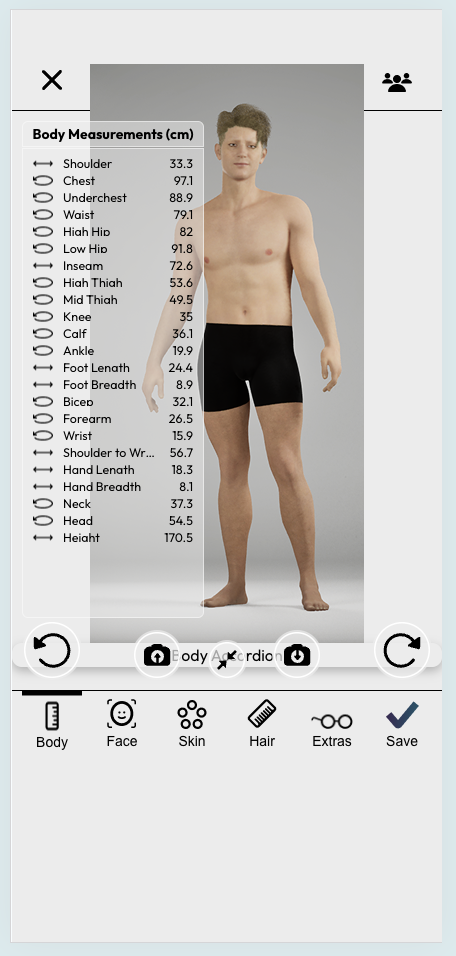 Body Measurements (cm)
Shoulder 33.3
Chest 97.1
Underchest 88.9
Waist 79.1
High Hip 82
Low Hip 91.8
Inseam 72.6
High Thigh 53.6
Mid Thigh 49.5
Knee 35
Calf 36.1
Ankle 19.9
Foot Length 24.4
Foot Breadth 8.9
Bicep 32.1
Forearm 26.5
Wrist 15.9
Shoulder to Wr... 56.7
Hand Length 18.3
Hand Breadth 8.1
Neck 37.3
Head 54.5
Height 170.5
Body Accordion
Body Face Skin Hair Extras Save